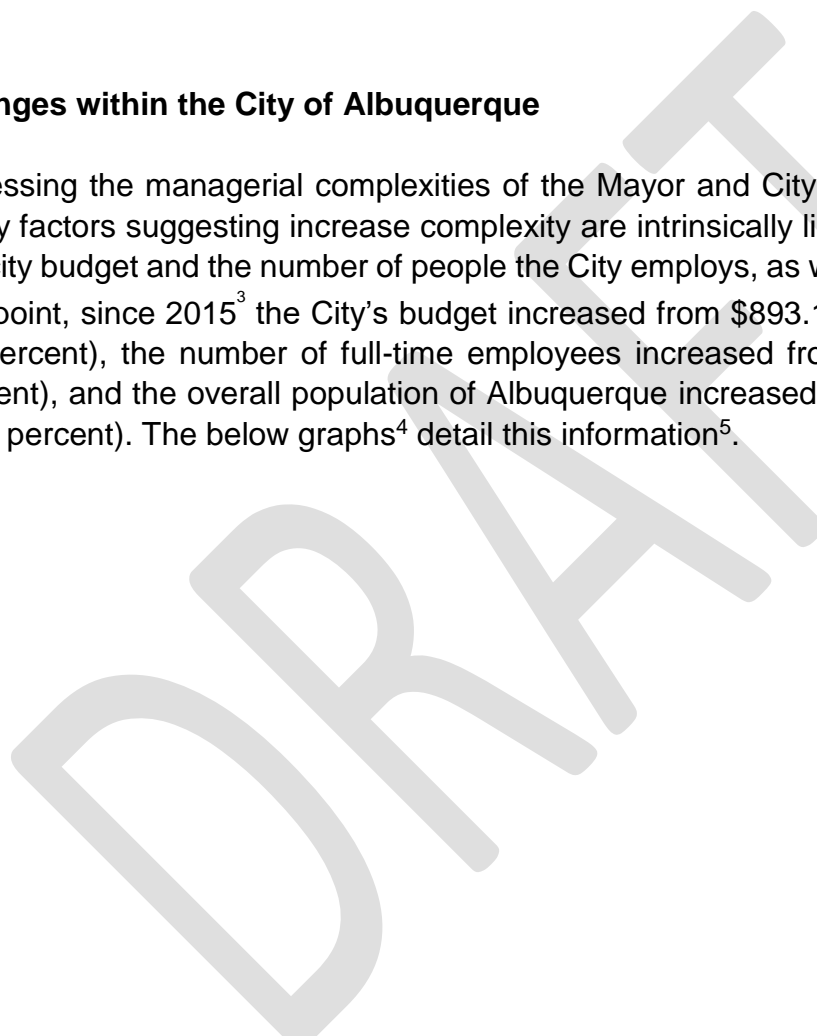 nges within the City of Albuquerque
essing the managerial complexities of the Mayor and City
y factors suggesting increase complexity are intrinsically li
city budget and the number of people the City employs, as w
point, since 2015³ the City’s budget increased from $893.1
percent), the number of full-time employees increased fro
ent), and the overall population of Albuquerque increased
percent). The below graphs⁴ detail this information⁵.
DRAFT